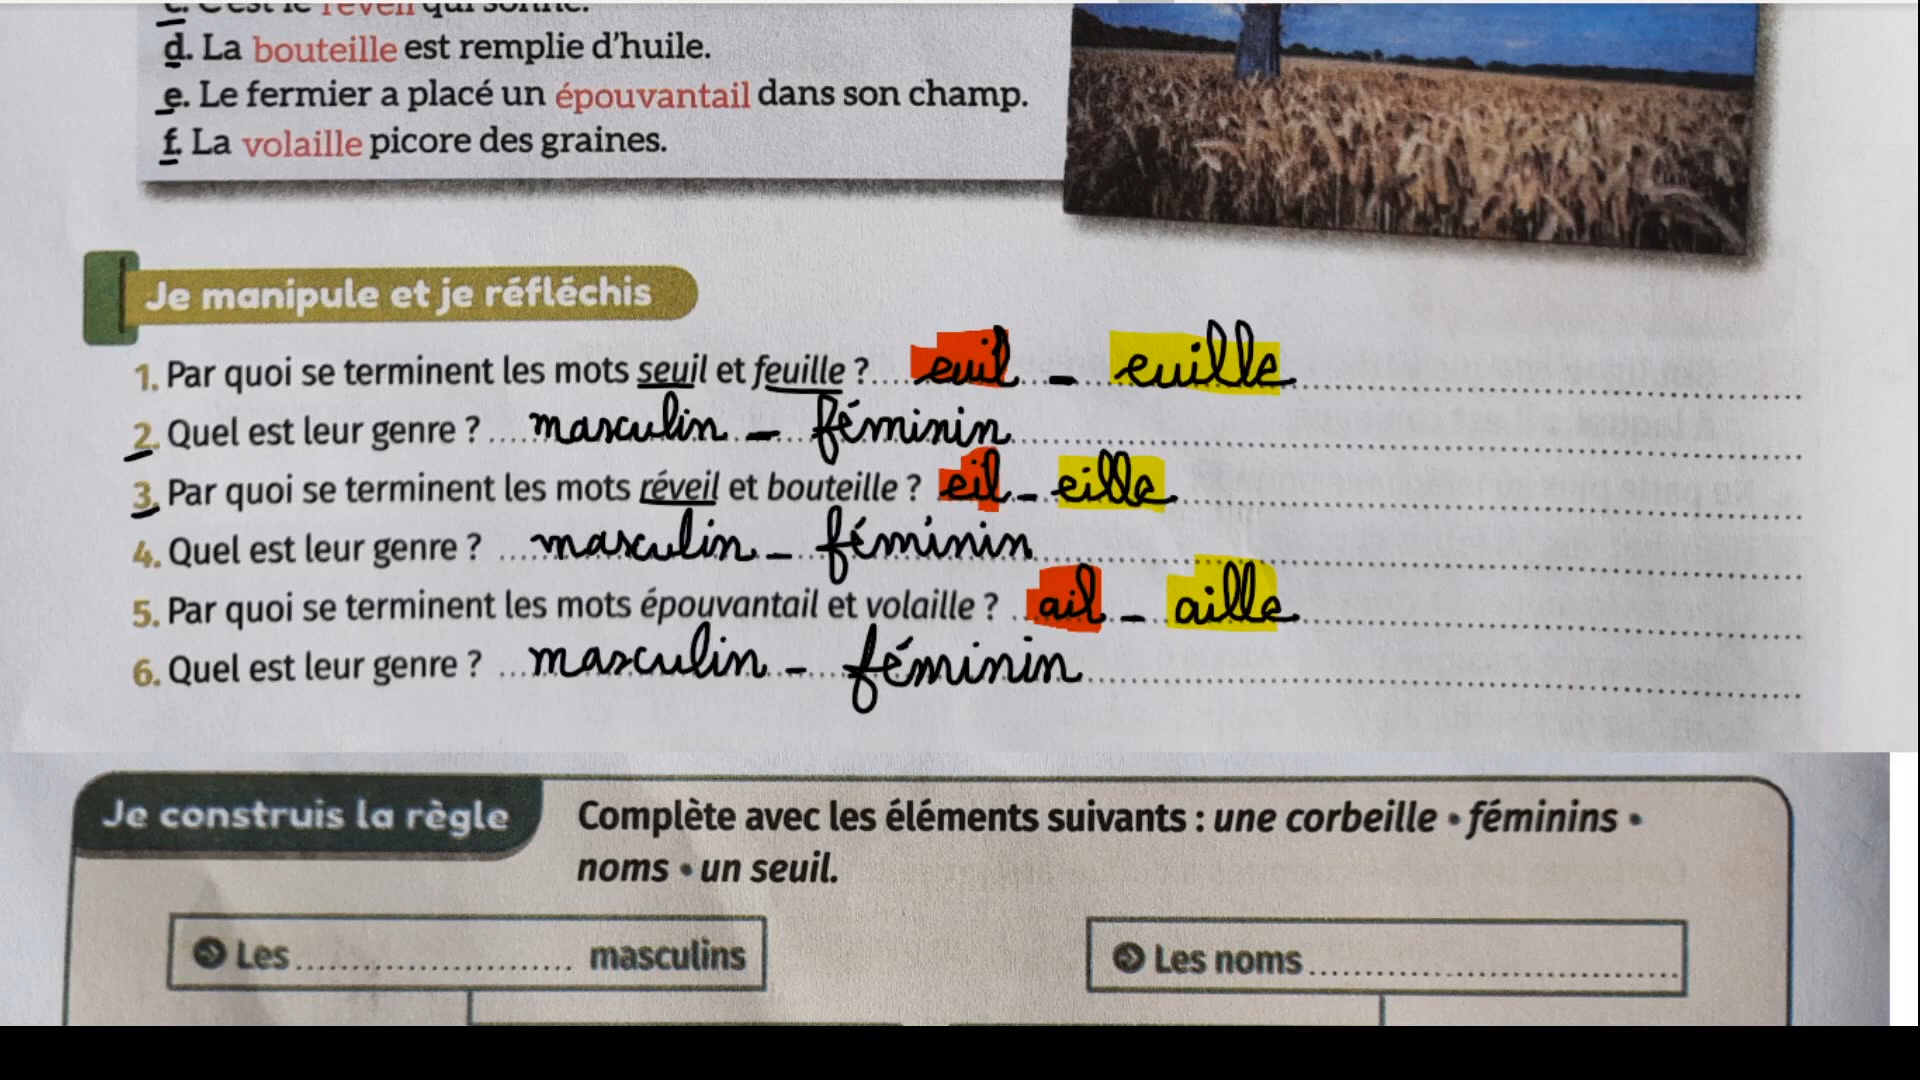 c. C'est le réveil qui sonne.
d. La bouteille est remplie d'huile.
e. Le fermier a placé un épouvantail dans son champ.
f. La volaille picore des graines.
Je manipule et je réfléchis
1. Par quoi se terminent les mots seuil et feuille ? euil - euille
2. Quel est leur genre ? masculin - féminin
3. Par quoi se terminent les mots réveil et bouteille ? eil - eille
4. Quel est leur genre ? masculin - féminin
5. Par quoi se terminent les mots épouvantail et volaille ? ail - aille
6. Quel est leur genre ? masculin - féminin
Je construis la règle
Complète avec les éléments suivants : une corbeille • féminins •
noms • un seuil.
Les ........................ masculins
Les noms ................................